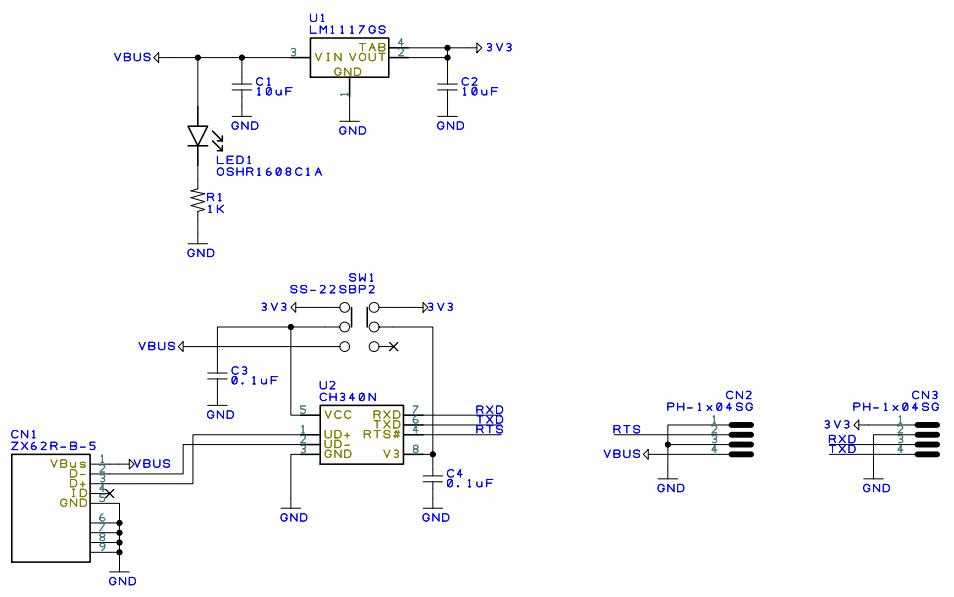 U1
LM1117GS
VBUS
3
VIN
TAB
VOUT
GND
4
2
1
3V3
C1
10uF
GND
C2
10uF
GND
GND
LED1
OSHR1608C1A
R1
1K
GND
SW1
SS-22SBP2
3V3
3V3
VBUS
C3
0.1uF
GND
U2
CH340N
5
VCC
1
UD+
2
UD-
3
GND
RXD
7
RXD
TXD
6
TXD
RTS#
4
RTS
V3
8
C4
0.1uF
GND
GND
CN1
ZX62R-B-5
VBus
1
VBUS
D-
2
D+
3
ID
4
GND
5
6
7
8
9
GND
CN2
PH-1x04SG
1
RTS
2
3
VBUS
4
GND
CN3
PH-1x04SG
3V3
1
2
RXD
3
TXD
4
GND